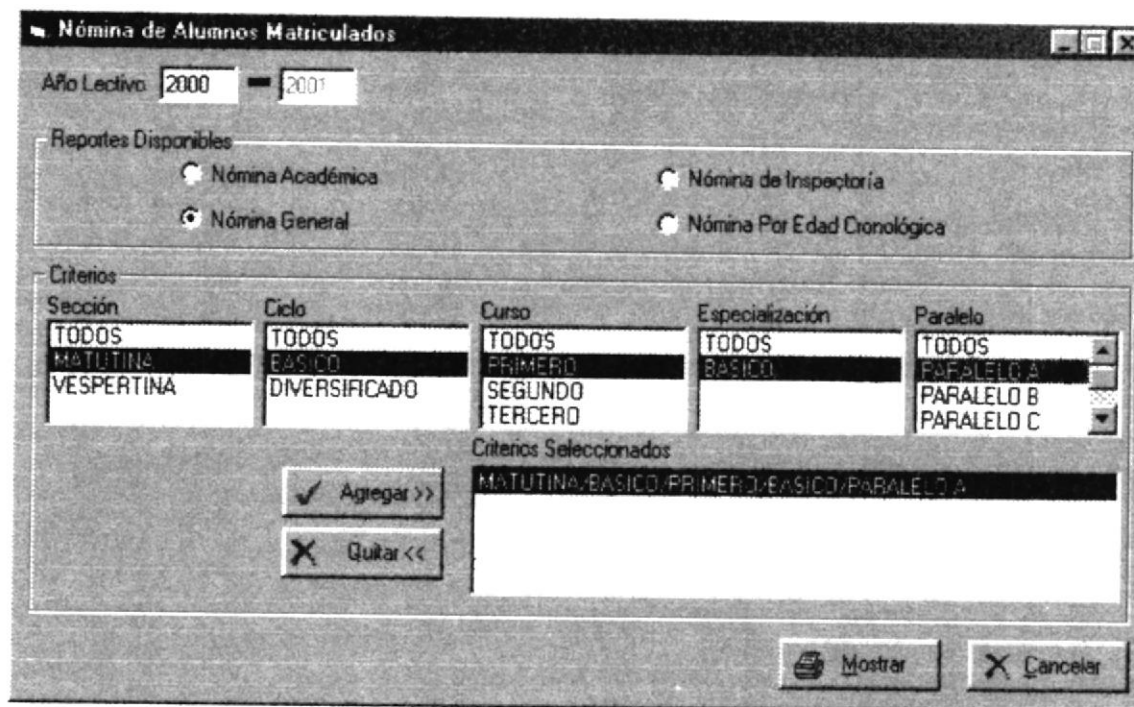 Nómina de Alumnos Matriculados
Año Lectivo 2000 2001
Reportes Disponibles
Nómina Académica
Nómina de Inspectoría
Nómina General
Nómina Por Edad Cronológica
Criterios
Sección Ciclo Curso Especialización Paralelo
TODOS TODOS TODOS TODOS TODOS
MATUTINA BASICO PRIMERO BASICO PARALELO A
VESPERTINA DIVERSIFICADO SEGUNDO PARALELO B
TERCERO PARALELO C
Criterios Seleccionados
MATUTINA/BASICO/PRIMERO/BASICO/PARALELO A
Agregar >>
Quitar <<
Mostrar Cancelar